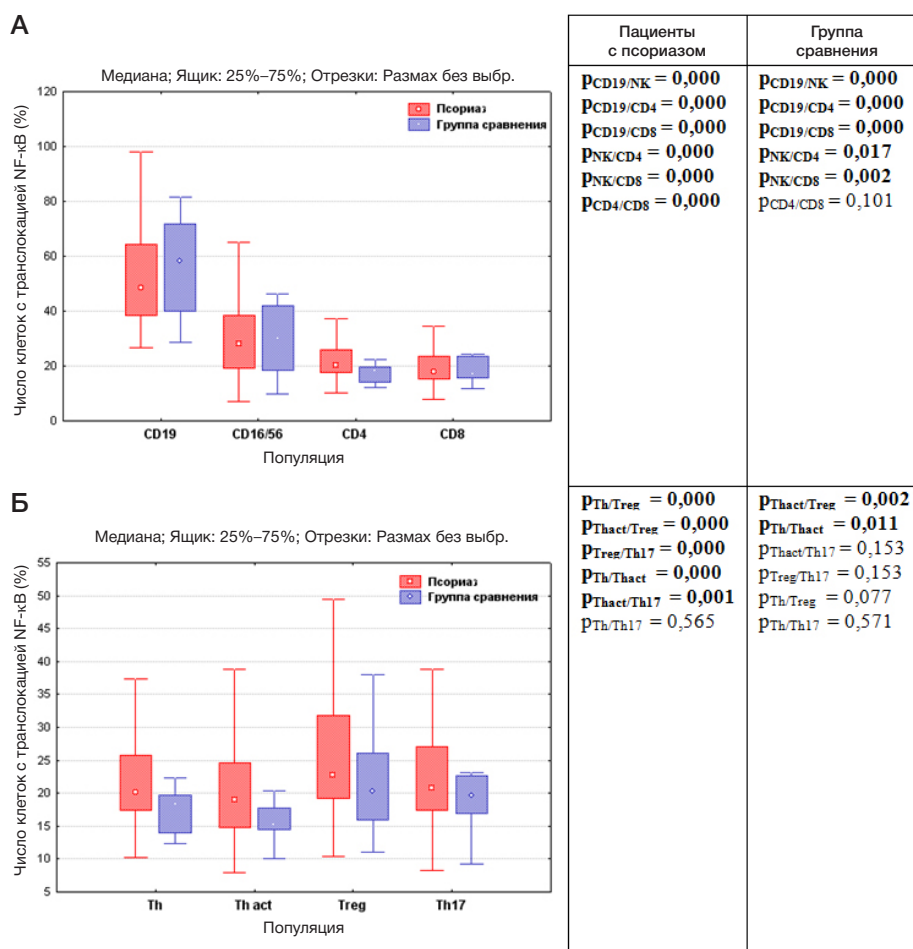 А
Медиана; Ящик: 25%–75%; Отрезки: Размах без выбр.
Число клеток с транслокацией NF-κB (%)
120
100
80
60
40
20
0
Псориаз
Группа сравнения
CD19 CD16/56 CD4 CD8
Популяция
Пациенты
с псориазом
Группа
сравнения
pCD19/NK = 0,000
pCD19/CD4 = 0,000
pCD19/CD8 = 0,000
pNK/CD4 = 0,000
pNK/CD8 = 0,000
pCD4/CD8 = 0,000
pCD19/NK = 0,000
pCD19/CD4 = 0,000
pCD19/CD8 = 0,000
pNK/CD4 = 0,017
pNK/CD8 = 0,002
pCD4/CD8 = 0,101
Б
Медиана; Ящик: 25%–75%; Отрезки: Размах без выбр.
Число клеток с транслокацией NF-κB (%)
55
50
45
40
35
30
25
20
15
10
5
Псориаз
Группа сравнения
Th Th act Treg Th17
Популяция
pTh/Treg = 0,000
pThact/Treg = 0,000
pTreg/Th17 = 0,000
pTh/Thact = 0,000
pThact/Th17 = 0,001
pTh/Th17 = 0,565
pThact/Treg = 0,002
pTh/Thact = 0,011
pThact/Th17 = 0,153
pTreg/Th17 = 0,153
pTh/Treg = 0,077
pTh/Th17 = 0,571